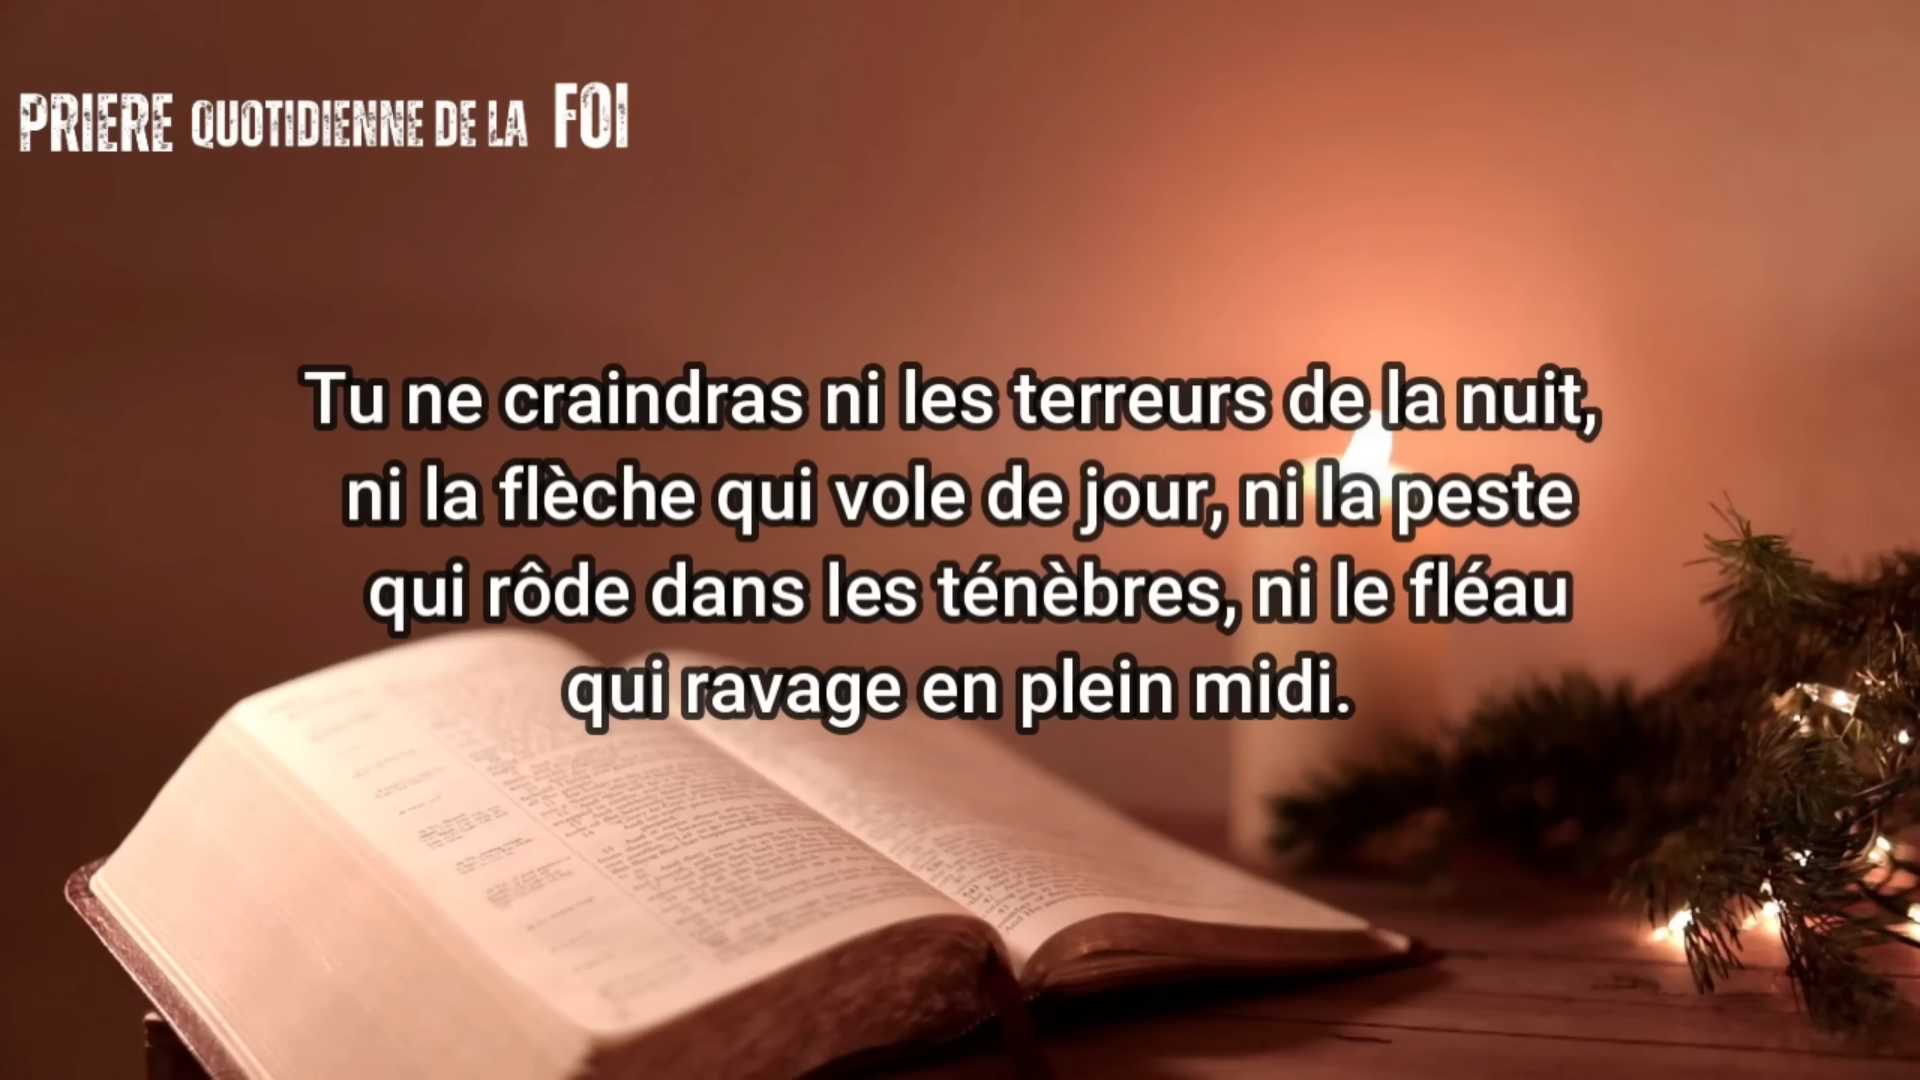 PRIERE QUOTIDIENNE DE LA FOI
Tu ne craindras ni les terreurs de la nuit,
ni la flèche qui vole de jour, ni la peste
qui rôde dans les ténèbres, ni le fléau
qui ravage en plein midi.